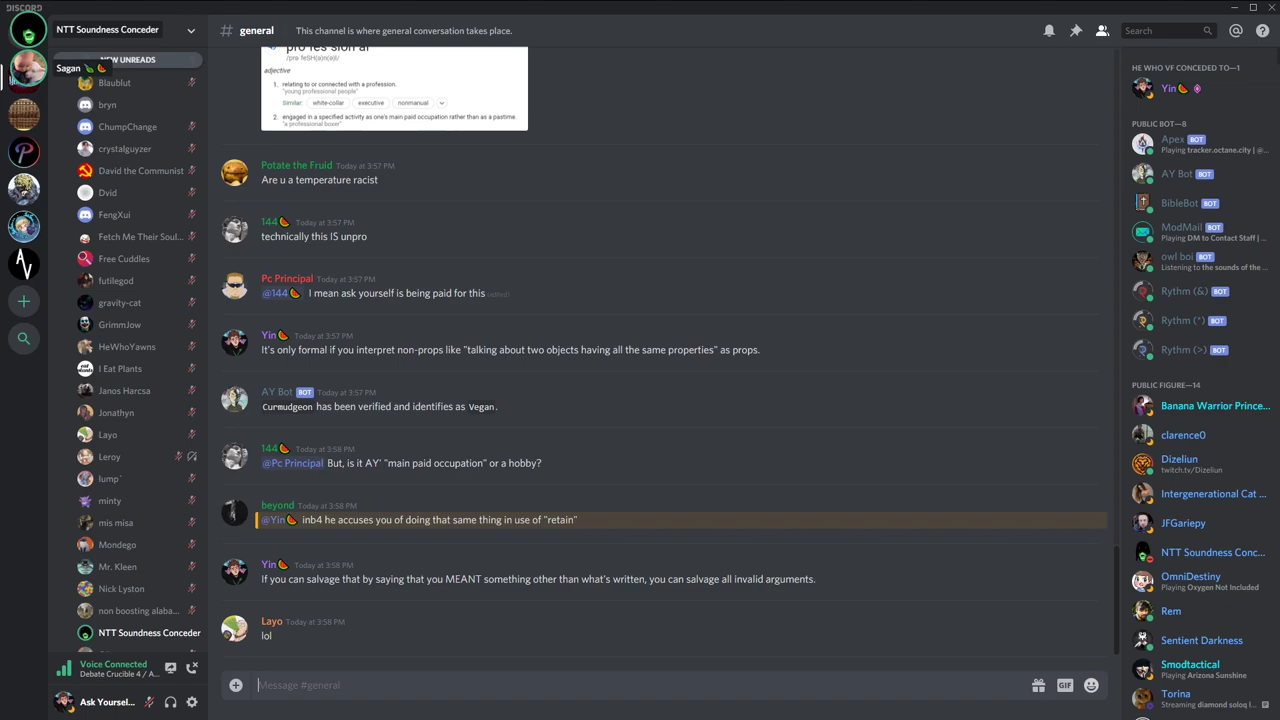 DISCORD
NTT Soundness Conceder
# general
This channel is where general conversation takes place.
Search
NEW UNREADS
Sagan
Blaublut
bryn
ChumpChange
crystalguyzer
David the Communist
Dvid
FengXui
Fetch Me Their Soul...
Free Cuddles
futilegod
gravity-cat
GrimmJow
HeWhoYawns
I Eat Plants
Janos Harcsa
Jonathyn
Layo
Leroy
lump´
minty
mis misa
Mondego
Mr. Kleen
Nick Lyston
non boosting alaba...
NTT Soundness Conceder
Voice Connected
Debate Crucible 4 / A...
Ask Yoursel...
pro·fes·sion·al
/prəˈfeSH(ə)n(ə)l/
adjective
1. relating to or connected with a profession.
"young professional people"
Similar: white-collar executive nonmanual
2. engaged in a specified activity as one's main paid occupation rather than as a pastime.
"a professional boxer"
Potate the Fruid Today at 3:57 PM
Are u a temperature racist
144🍉 Today at 3:57 PM
technically this IS unpro
Pc Principal Today at 3:57 PM
@144🍉 I mean ask yourself is being paid for this (edited)
Yin🍉 Today at 3:57 PM
It's only formal if you interpret non-props like "talking about two objects having all the same properties" as props.
AY Bot BOT Today at 3:57 PM
Curmudgeon has been verified and identifies as Vegan.
144🍉 Today at 3:58 PM
@Pc Principal But, is it AY' "main paid occupation" or a hobby?
beyond Today at 3:58 PM
@Yin🍉 inb4 he accuses you of doing that same thing in use of "retain"
Yin🍉 Today at 3:58 PM
If you can salvage that by saying that you MEANT something other than what's written, you can salvage all invalid arguments.
Layo Today at 3:58 PM
lol
Message #general
GIF
HE WHO VF CONCEDED TO—1
Yin🍉
PUBLIC BOT—8
Apex BOT
Playing tracker.octane.city | @...
AY Bot BOT
BibleBot BOT
ModMail BOT
Playing DM to Contact Staff | ...
owl boi BOT
Listening to the sounds of the ...
Rythm (&) BOT
Rythm (*) BOT
Rythm (>) BOT
PUBLIC FIGURE—14
Banana Warrior Prince...
clarence0
Dizeliun
twitch.tv/Dizeliun
Intergenerational Cat ...
JFGariepy
NTT Soundness Conc...
OmniDestiny
Playing Oxygen Not Included
Rem
Sentient Darkness
Smodtactical
Playing Arizona Sunshine
Torina
Streaming diamond soloq l...